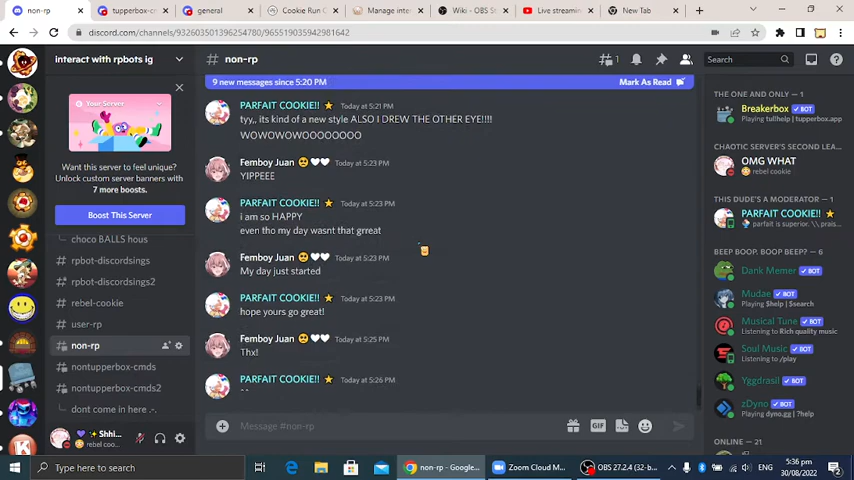 non-rp
tupperbox-cm
general
Cookie Run C
Manage inte
Wiki - OBS St
Live streamin
New Tab
discord.com/channels/932603501396254780/965519035942981642
interact with rpbots ig
non-rp
1
Search
9 new messages since 5:20 PM
Mark As Read
Your Server
Want this server to feel unique?
Unlock custom server banners with
7 more boosts.
Boost This Server
choco BALLS hous
rpbot-discordsings
rpbot-discordsings2
rebel-cookie
user-rp
non-rp
nontupperbox-cmds
nontupperbox-cmds2
dont come in here .-.
Shhi...
rebel coo...
PARFAIT COOKIE!! Today at 5:21 PM
tyy,, its kind of a new style ALSO I DREW THE OTHER EYE!!!!
WOWOWOWOOOOOOO
Femboy Juan Today at 5:23 PM
YIPPEEE
PARFAIT COOKIE!! Today at 5:23 PM
i am so HAPPY
even tho my day wasnt that grreat
Femboy Juan Today at 5:23 PM
My day just started
PARFAIT COOKIE!! Today at 5:23 PM
hope yours go great!
Femboy Juan Today at 5:25 PM
Thx!
PARFAIT COOKIE!! Today at 5:26 PM
Message #non-rp
GIF
THE ONE AND ONLY — 1
Breakerbox BOT
Playing tul!help | tupperbox.app
CHAOTIC SERVER'S SECOND LEA...
OMG WHAT
rebel cookie
THIS DUDE'S A MODERATOR — 1
PARFAIT COOKIE!!
parfait is superior. \\ prais...
BEEP BOOP. BOOP BEEP? — 6
Dank Memer BOT
Mudae BOT
Playing $help | $search
Musical Tune BOT
Listening to Rich quality music
Soul Music BOT
Listening to /play
Yggdrasil BOT
zDyno BOT
Playing dyno.gg | ?help
ONLINE — 21
Type here to search
non-rp - Google...
Zoom Cloud M...
OBS 27.2.4 (32-b...
ENG
5:36 pm
30/08/2022
2